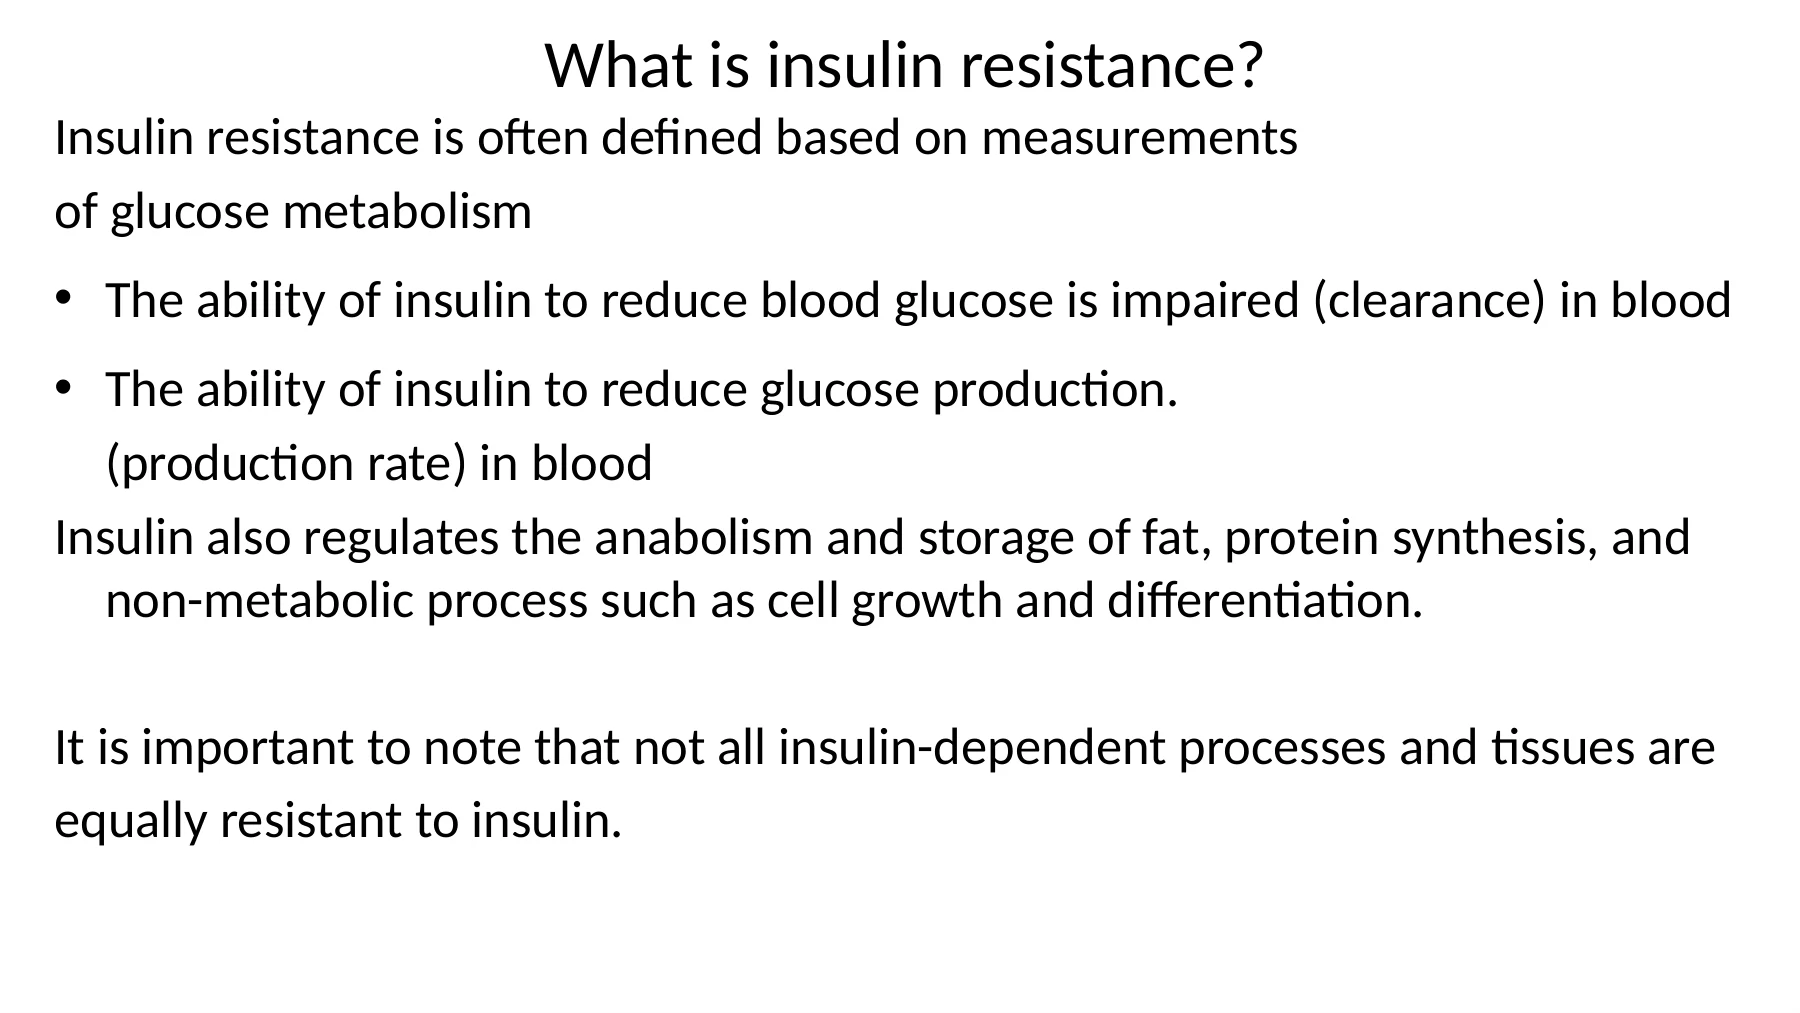 What is insulin resistance?
Insulin resistance is often defined based on measurements
of glucose metabolism
• The ability of insulin to reduce blood glucose is impaired (clearance) in blood
• The ability of insulin to reduce glucose production.
(production rate) in blood
Insulin also regulates the anabolism and storage of fat, protein synthesis, and
non-metabolic process such as cell growth and differentiation.
It is important to note that not all insulin-dependent processes and tissues are
equally resistant to insulin.